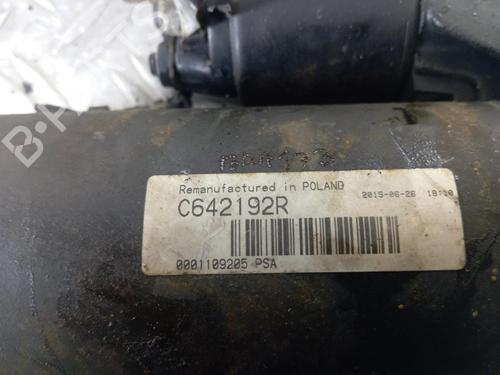 Remanufactured in POLAND
2015-06-26 18:10
C642192R
0001109205 PSA